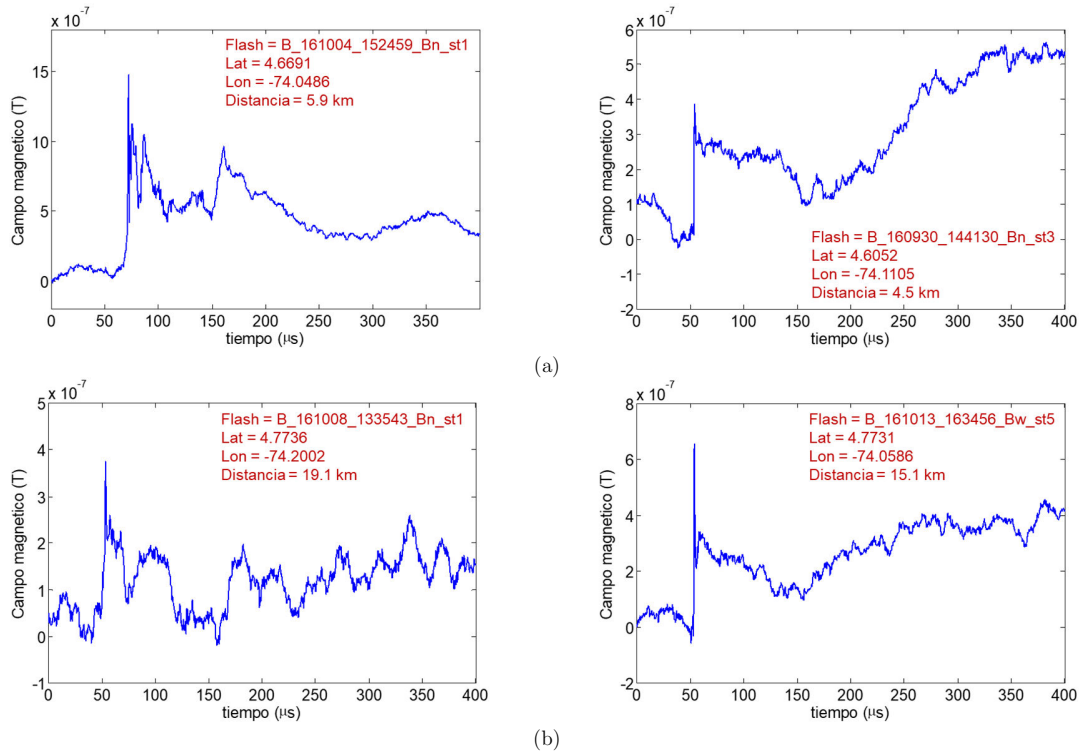 x 10⁻⁷
Flash = B_161004_152459_Bn_st1
Lat = 4.6691
Lon = -74.0486
Distancia = 5.9 km
Campo magnetico (T)
15
10
5
0
0 50 100 150 200 250 300 350
tiempo (μs)
x 10⁻⁷
6
5
4
3
2
1
0
-1
-2
Campo magnetico (T)
Flash = B_160930_144130_Bn_st3
Lat = 4.6052
Lon = -74.1105
Distancia = 4.5 km
0 50 100 150 200 250 300 350 400
tiempo (μs)
(a)
x 10⁻⁷
5
4
3
2
1
0
-1
Campo magnetico (T)
Flash = B_161008_133543_Bn_st1
Lat = 4.7736
Lon = -74.2002
Distancia = 19.1 km
0 50 100 150 200 250 300 350 400
tiempo (μs)
x 10⁻⁷
8
6
4
2
0
-2
Campo magnetico (T)
Flash = B_161013_163456_Bw_st5
Lat = 4.7731
Lon = -74.0586
Distancia = 15.1 km
0 50 100 150 200 250 300 350 400
tiempo (μs)
(b)